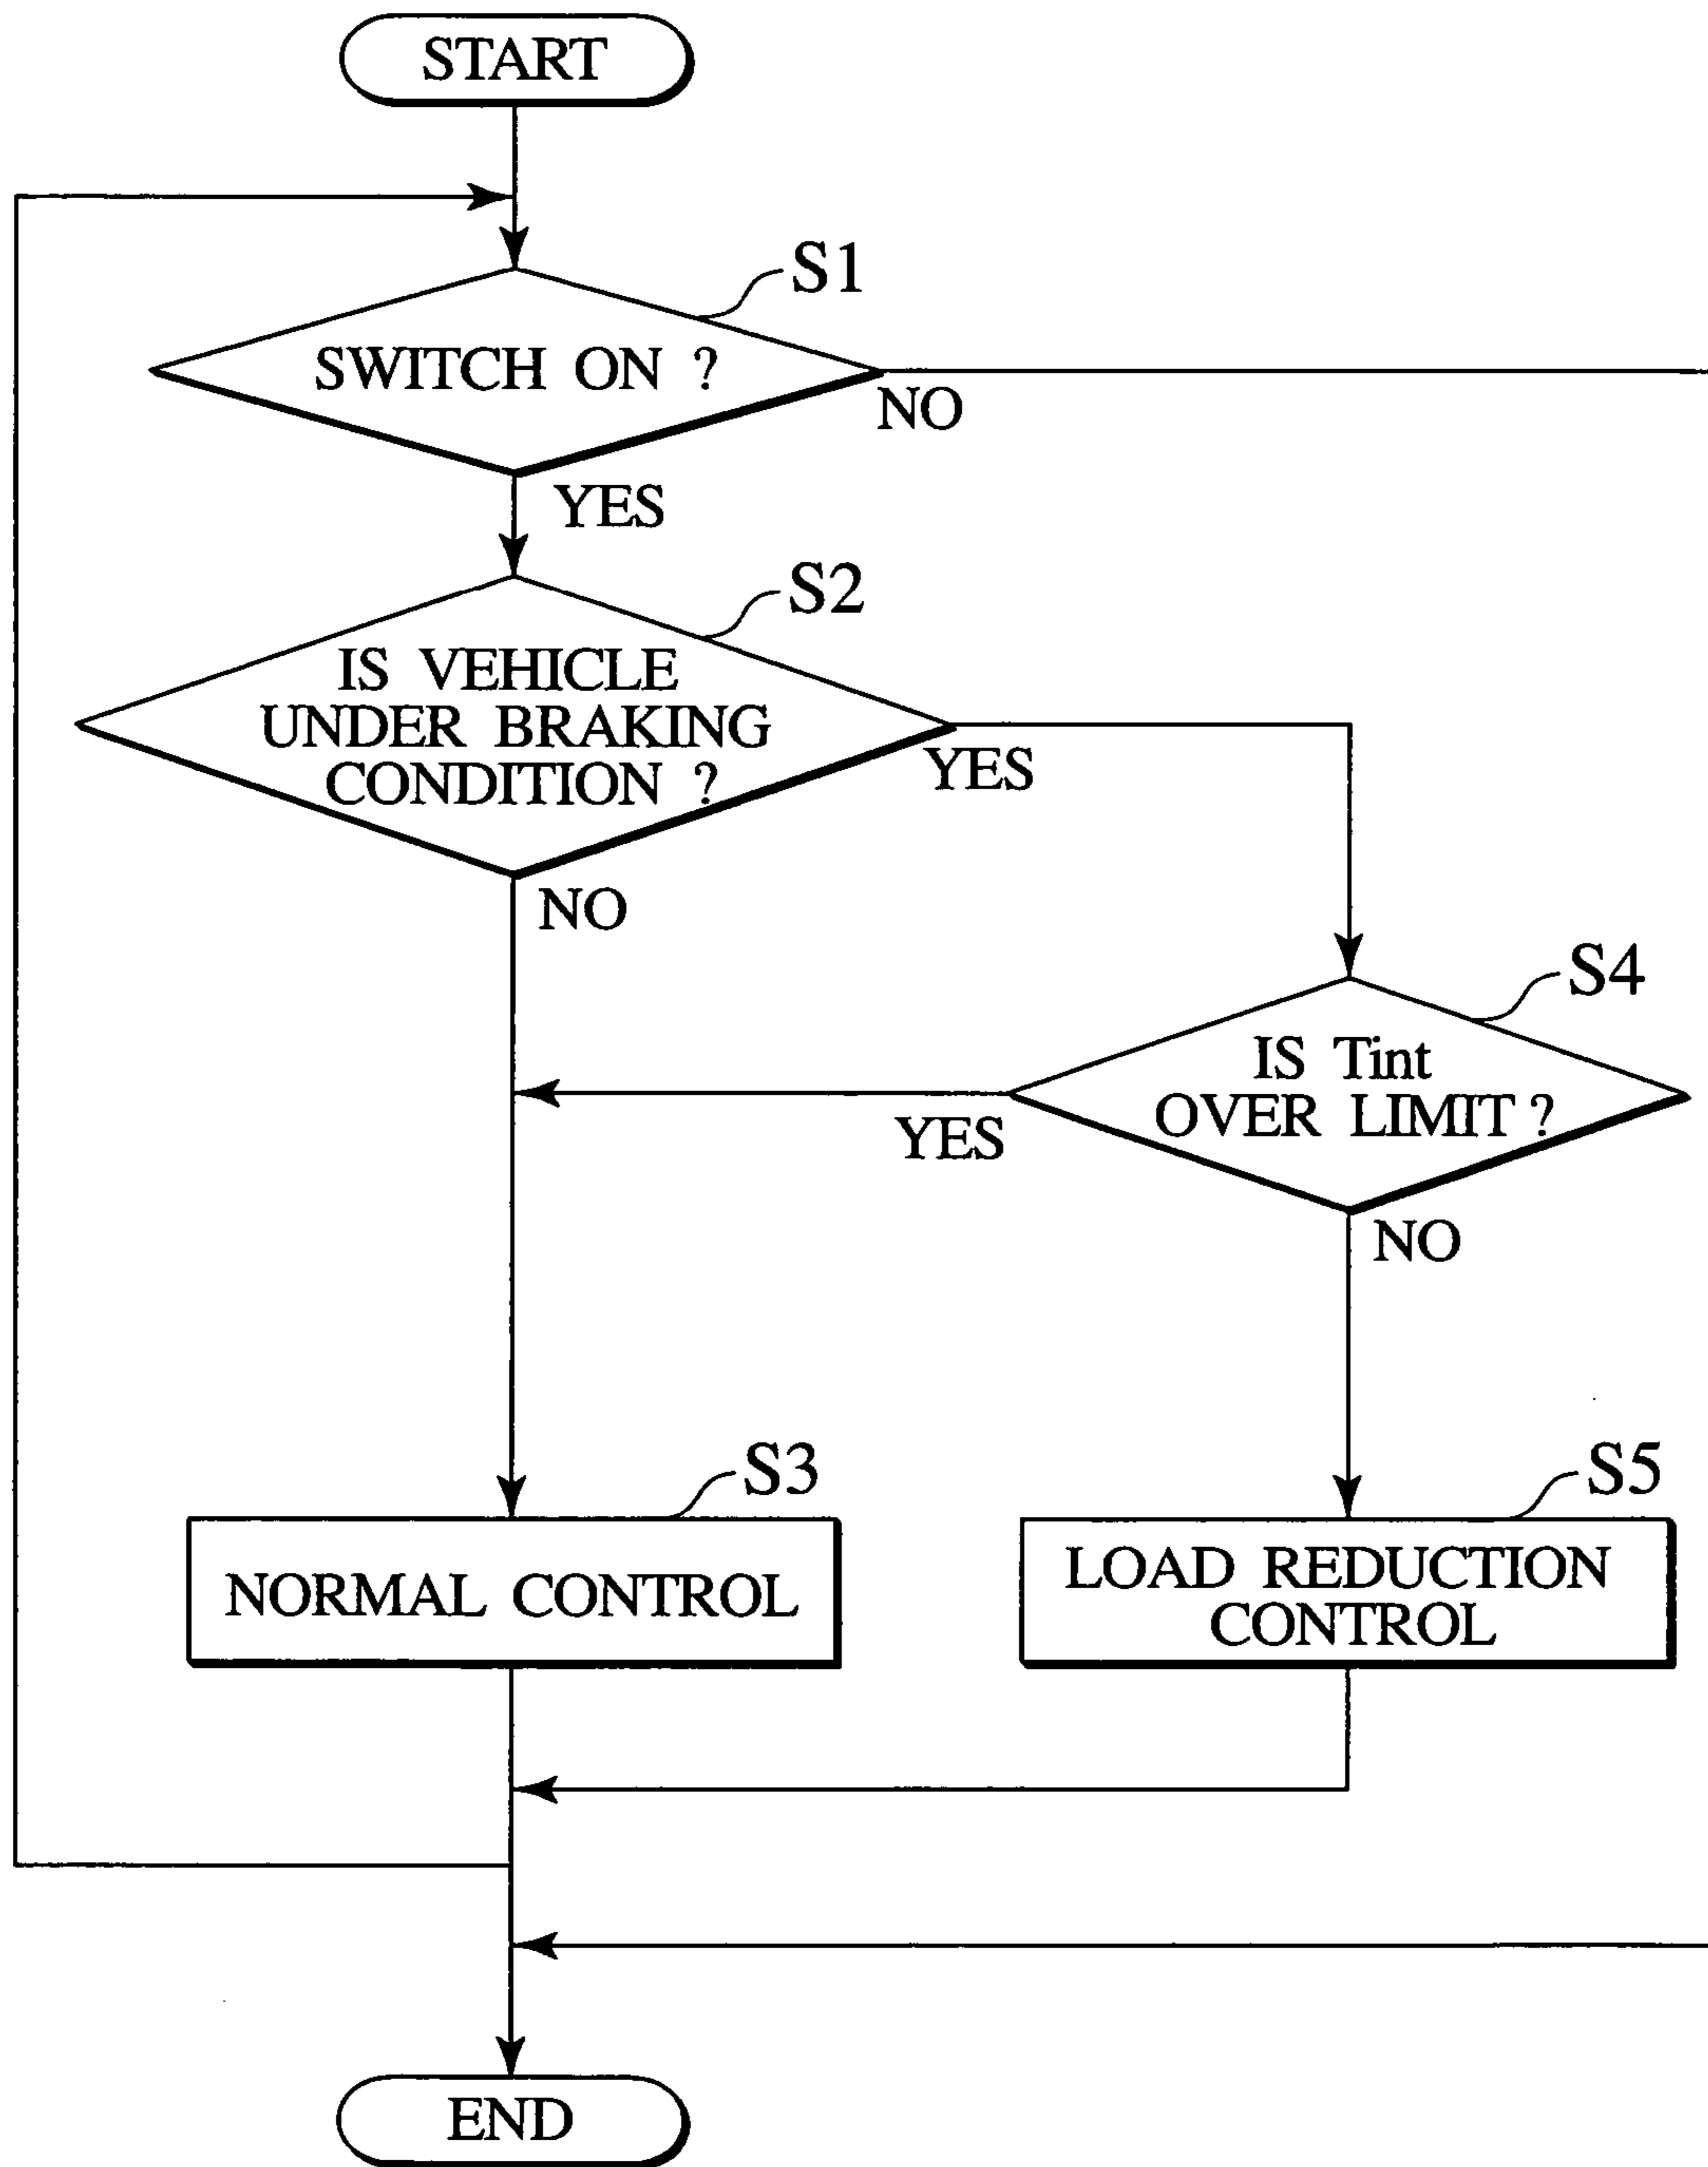 START
S1
SWITCH ON ?
NO
YES
S2
IS VEHICLE
UNDER BRAKING
CONDITION ?
YES
NO
S4
IS Tint
OVER LIMIT ?
YES
NO
S3
S5
NORMAL CONTROL
LOAD REDUCTION
CONTROL
END